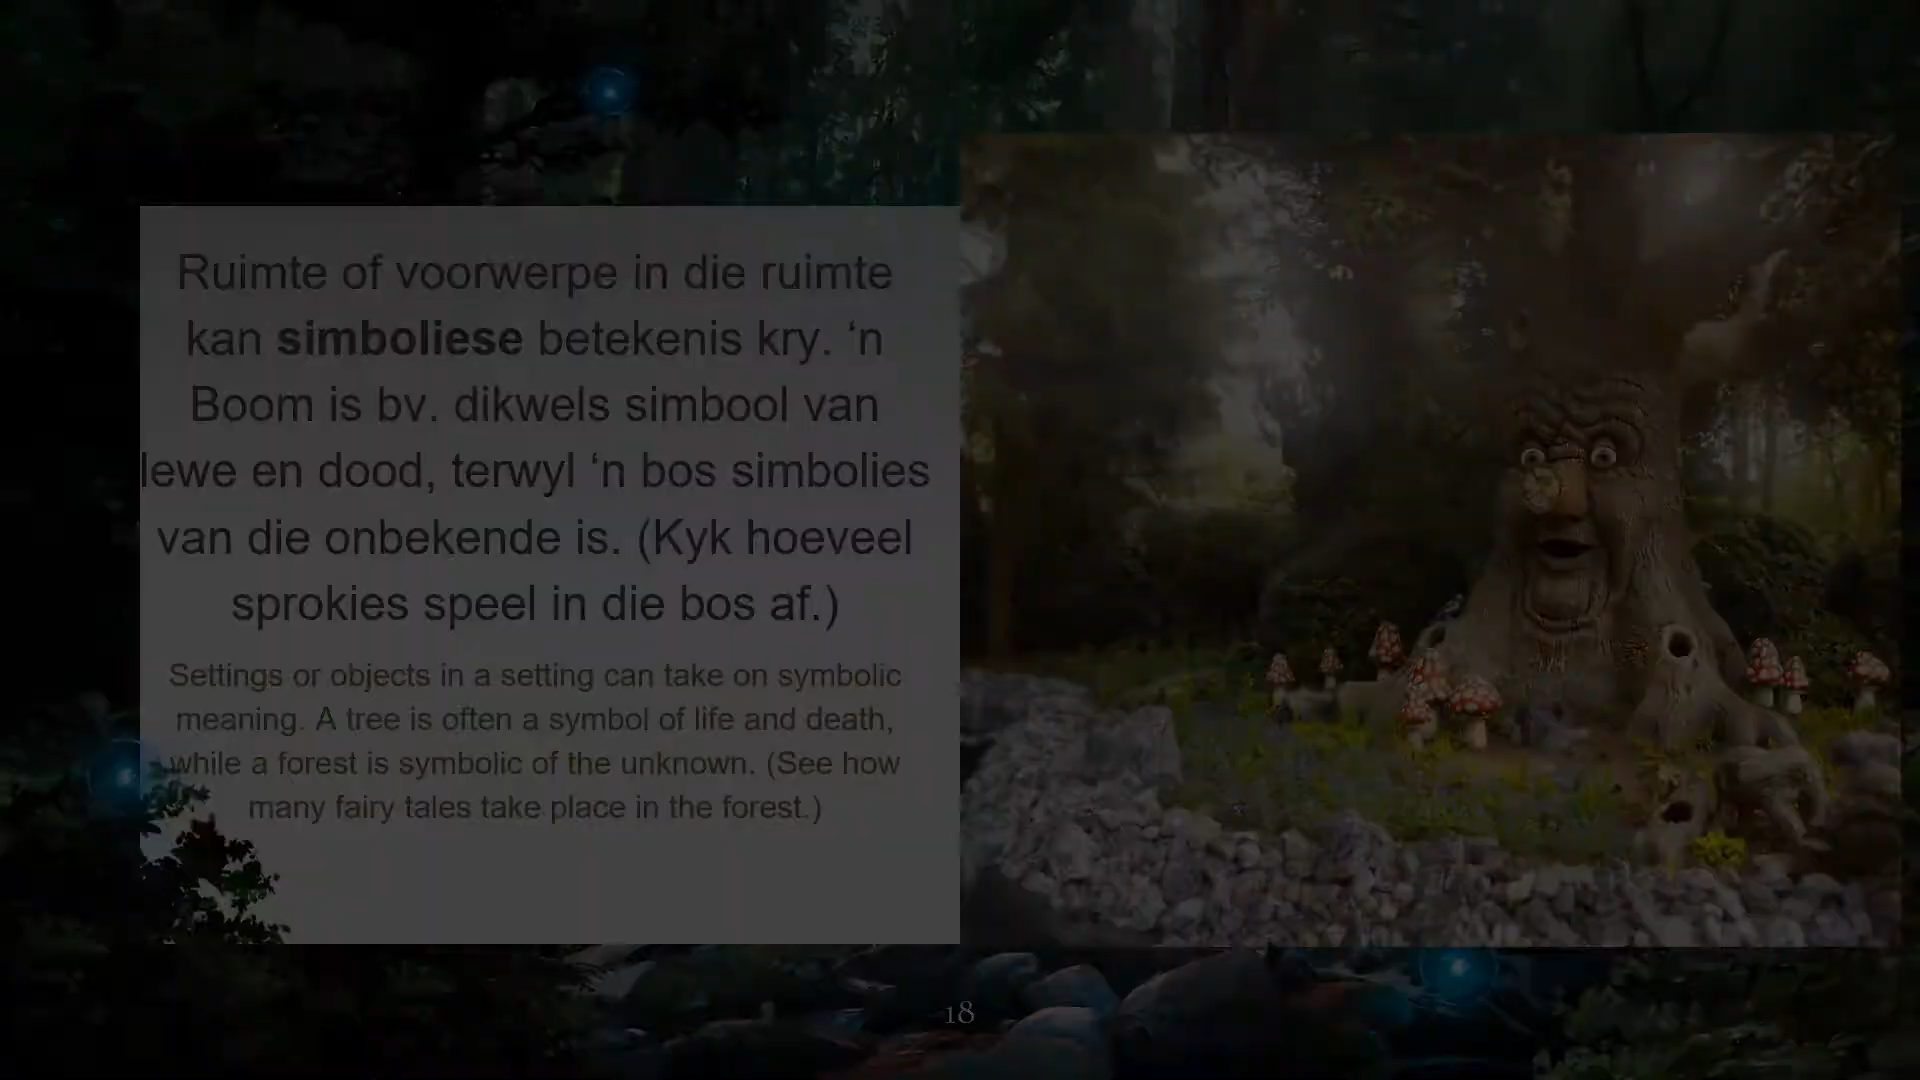 Ruimte of voorwerpe in die ruimte
kan simboliese betekenis kry. ‘n
Boom is bv. dikwels simbool van
lewe en dood, terwyl ‘n bos simbolies
van die onbekende is. (Kyk hoeveel
sprokies speel in die bos af.)
Settings or objects in a setting can take on symbolic
meaning. A tree is often a symbol of life and death,
while a forest is symbolic of the unknown. (See how
many fairy tales take place in the forest.)
18